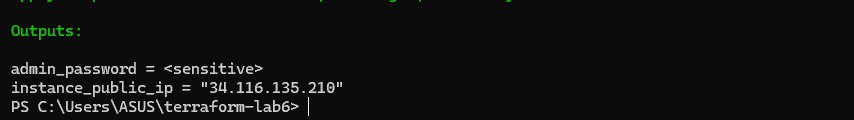 Outputs:
admin_password = <sensitive>
instance_public_ip = "34.116.135.210"
PS C:\Users\ASUS\terraform-lab6>